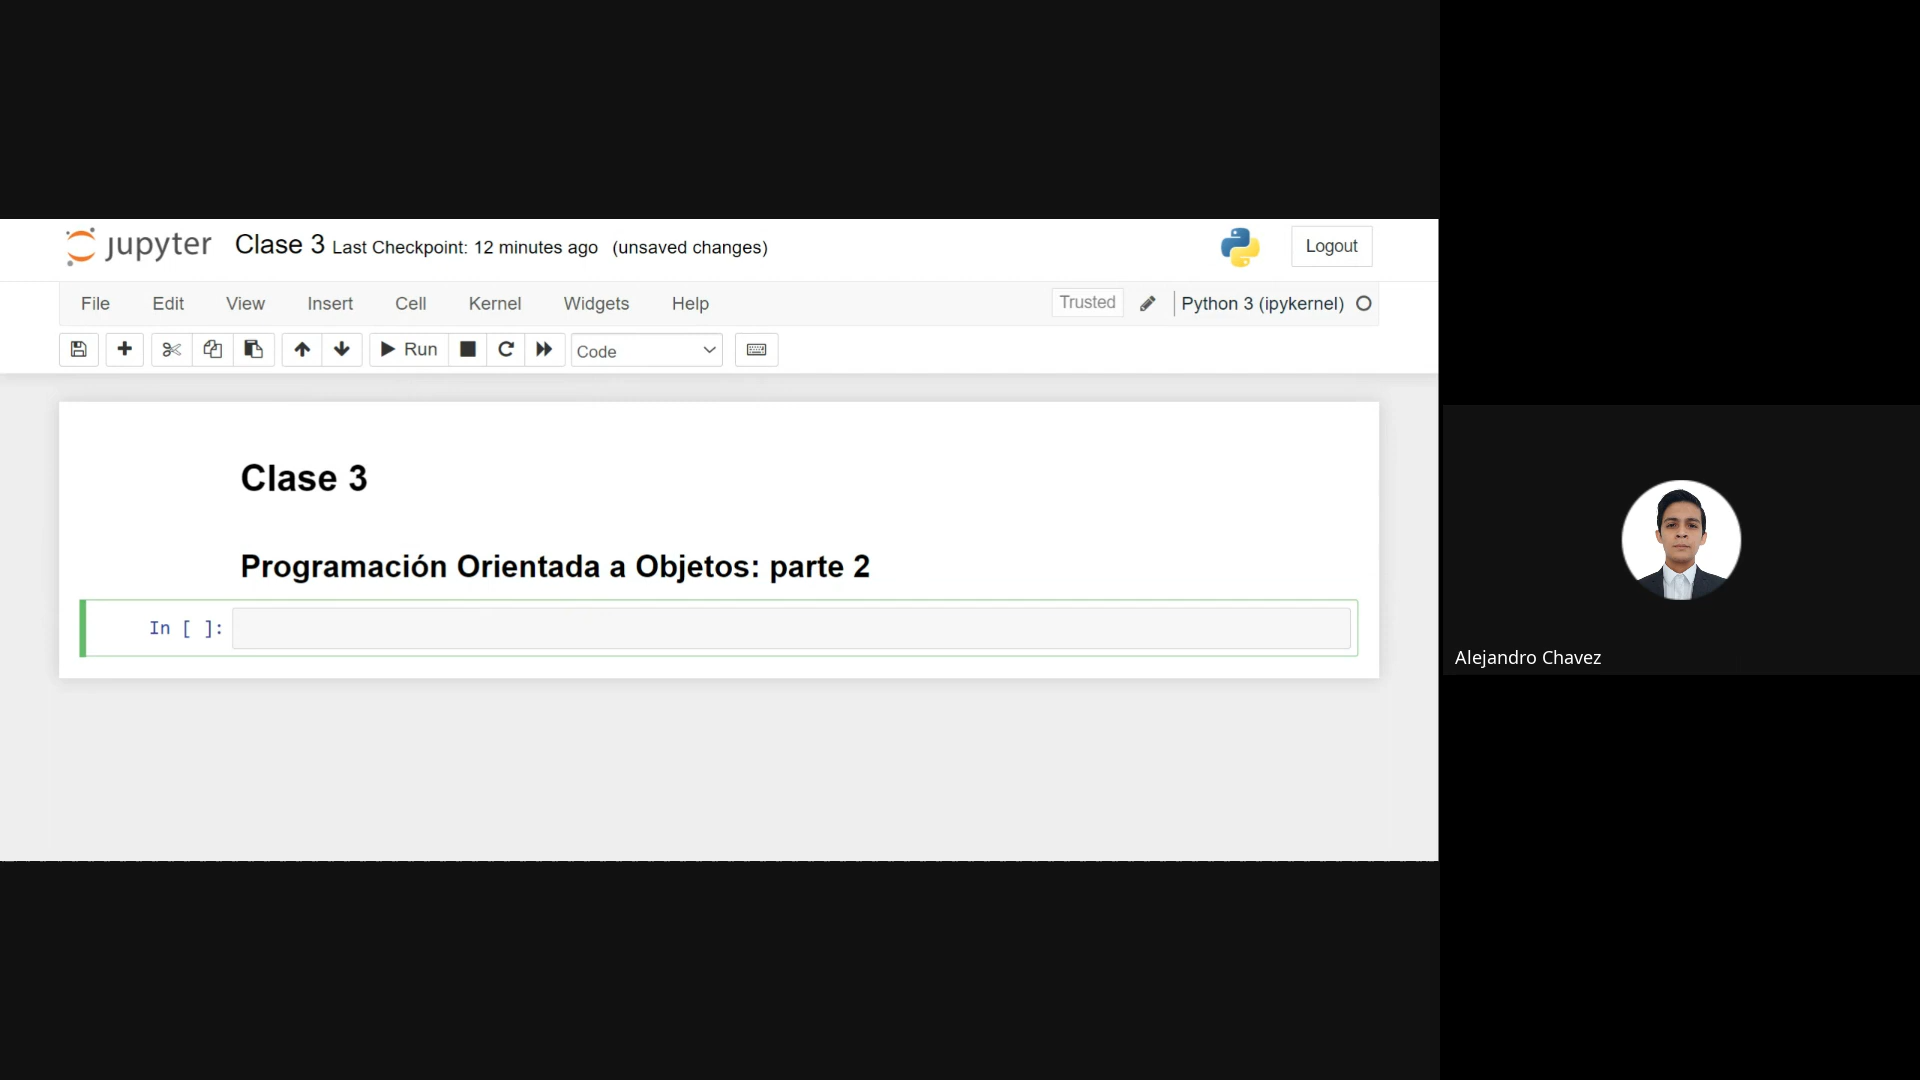 jupyter Clase 3 Last Checkpoint: 12 minutes ago (unsaved changes) Logout
File Edit View Insert Cell Kernel Widgets Help Trusted Python 3 (ipykernel)
Run Code
Clase 3
Programación Orientada a Objetos: parte 2
In [ ]:
Alejandro Chavez